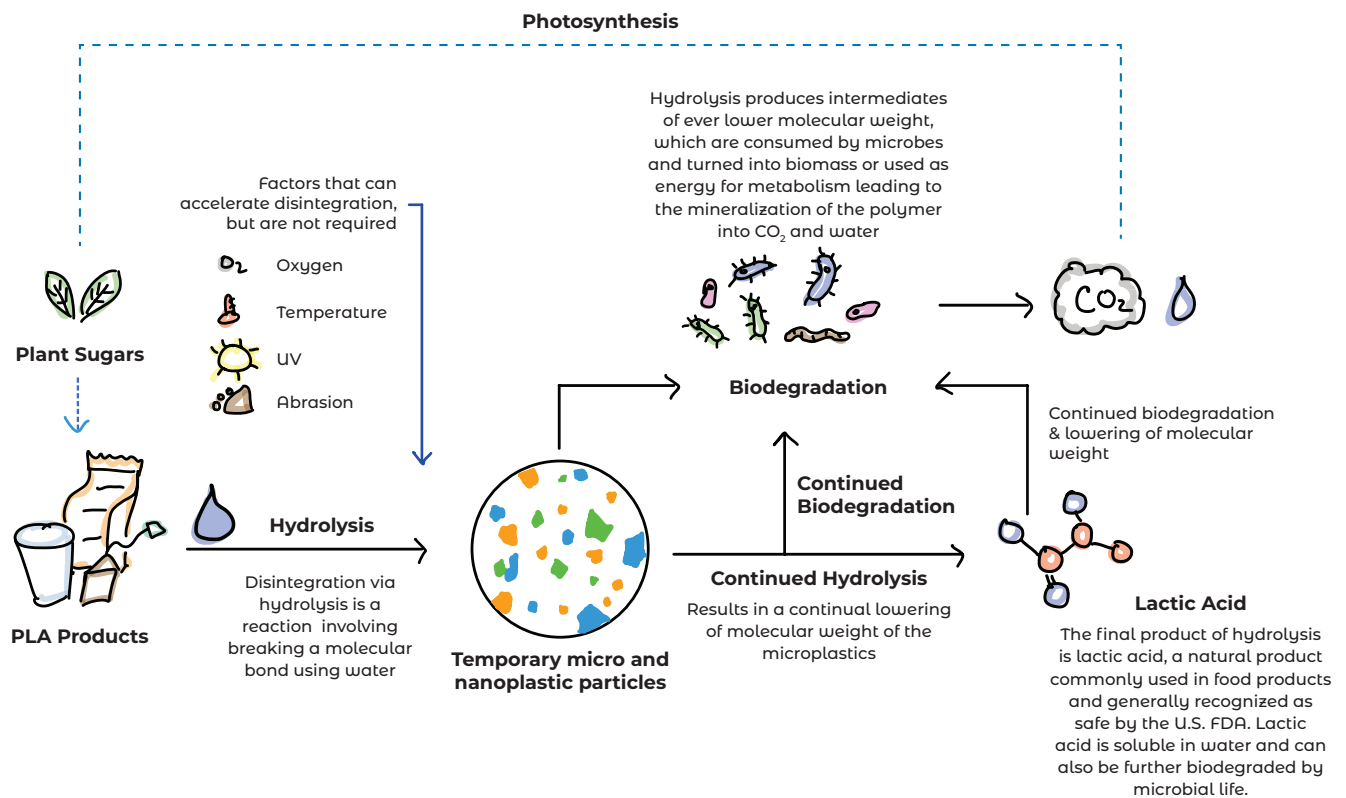 Photosynthesis
Hydrolysis produces intermediates
of ever lower molecular weight,
which are consumed by microbes
and turned into biomass or used as
energy for metabolism leading to
the mineralization of the polymer
into CO₂ and water
Factors that can
accelerate disintegration,
but are not required
O₂ Oxygen
Temperature
UV
Abrasion
Plant Sugars
CO₂
Biodegradation
Continued biodegradation
& lowering of molecular
weight
Continued
Biodegradation
Hydrolysis
Disintegration via
hydrolysis is a
reaction involving
breaking a molecular
bond using water
PLA Products
Temporary micro and
nanoplastic particles
Continued Hydrolysis
Results in a continual lowering
of molecular weight of the
microplastics
Lactic Acid
The final product of hydrolysis
is lactic acid, a natural product
commonly used in food products
and generally recognized as
safe by the U.S. FDA. Lactic
acid is soluble in water and can
also be further biodegraded by
microbial life.